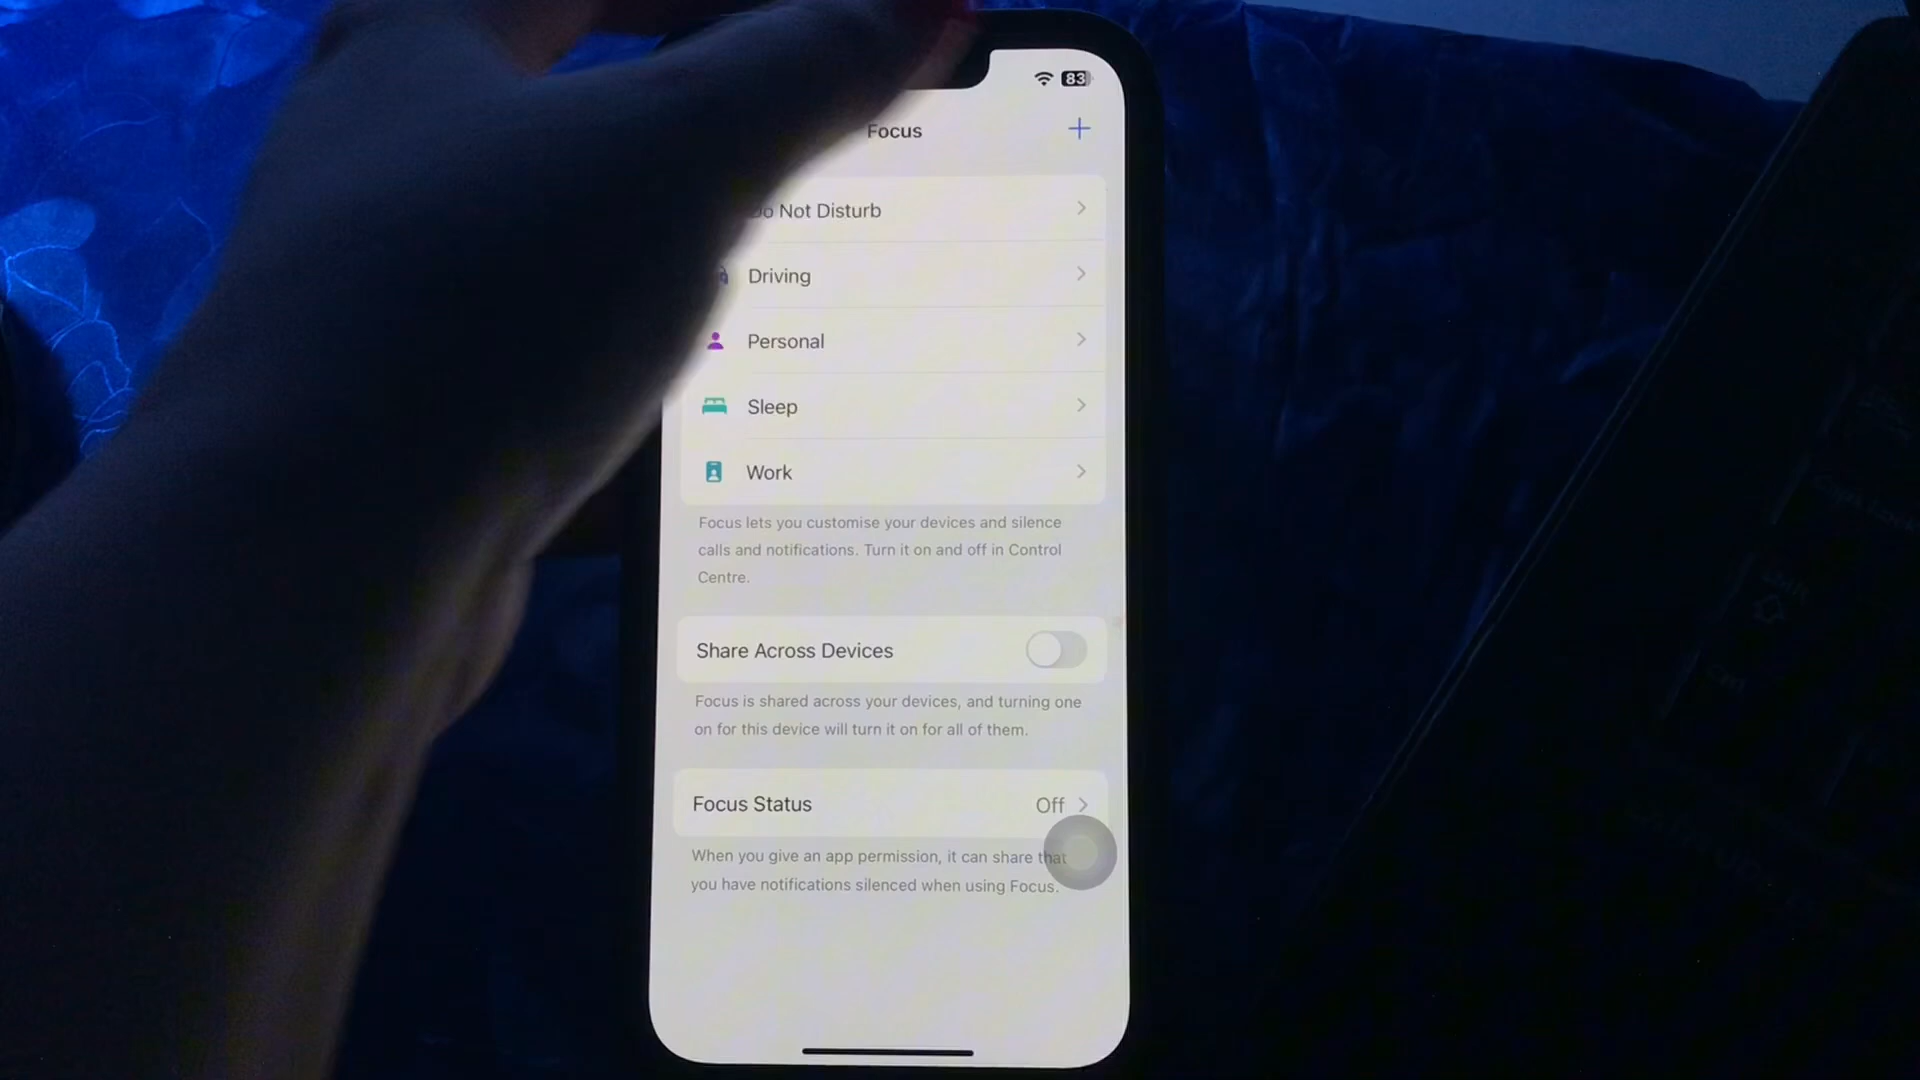 83
Focus
Do Not Disturb
Driving
Personal
Sleep
Work
Focus lets you customise your devices and silence
calls and notifications. Turn it on and off in Control
Centre.
Share Across Devices
Focus is shared across your devices, and turning one
on for this device will turn it on for all of them.
Focus Status Off
When you give an app permission, it can share that
you have notifications silenced when using Focus.